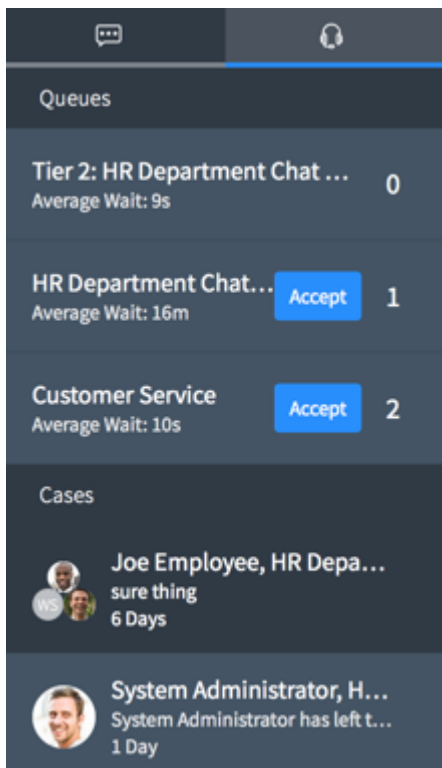 Queues
Tier 2: HR Department Chat ...
0
Average Wait: 9s
HR Department Chat...
Accept
1
Average Wait: 16m
Customer Service
Accept
2
Average Wait: 10s
Cases
Joe Employee, HR Depa...
WS
sure thing
6 Days
System Administrator, H...
System Administrator has left t...
1 Day